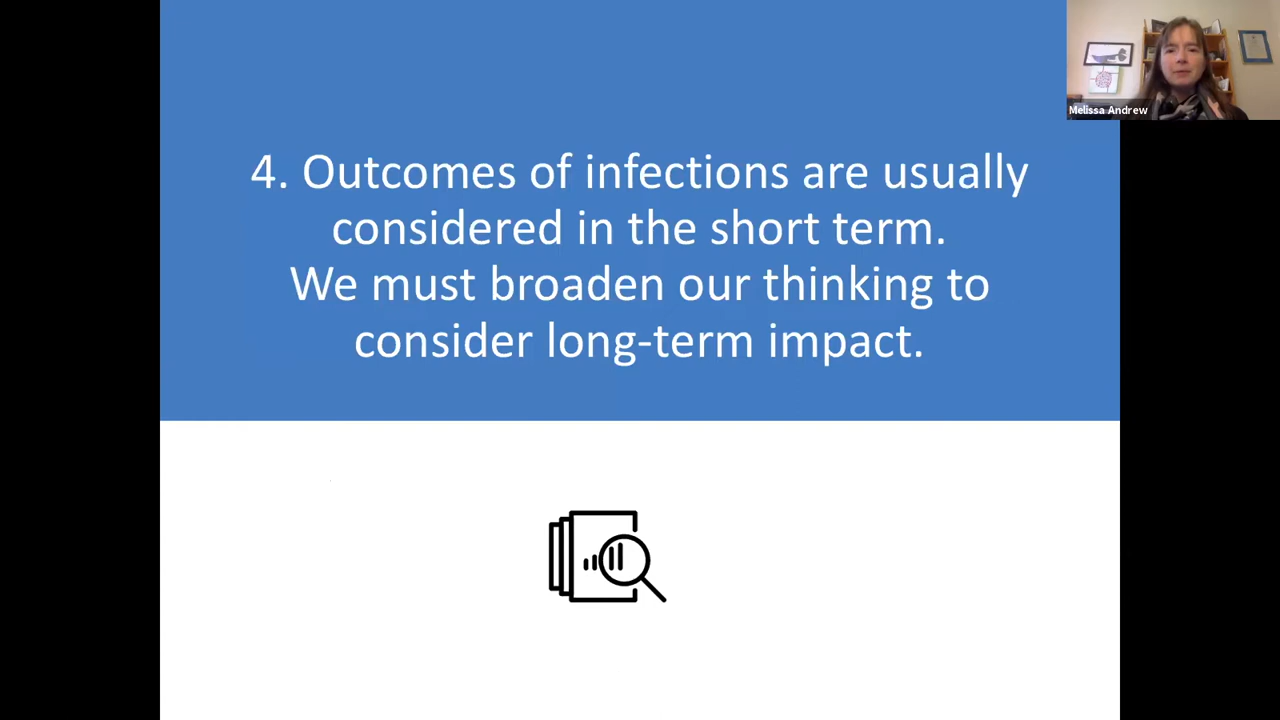 4. Outcomes of infections are usually
considered in the short term.
We must broaden our thinking to
consider long-term impact.
Melissa Andrew